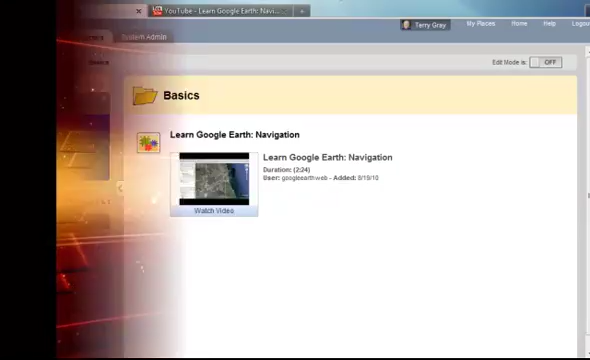 YouTube - Learn Google Earth: Navi...
Terry Gray
My Places
Home
Help
Logout
System Admin
Edit Mode is:
OFF
Basics
Learn Google Earth: Navigation
Learn Google Earth: Navigation
Duration: (2:24)
User: googleearthweb - Added: 8/19/10
Watch Video